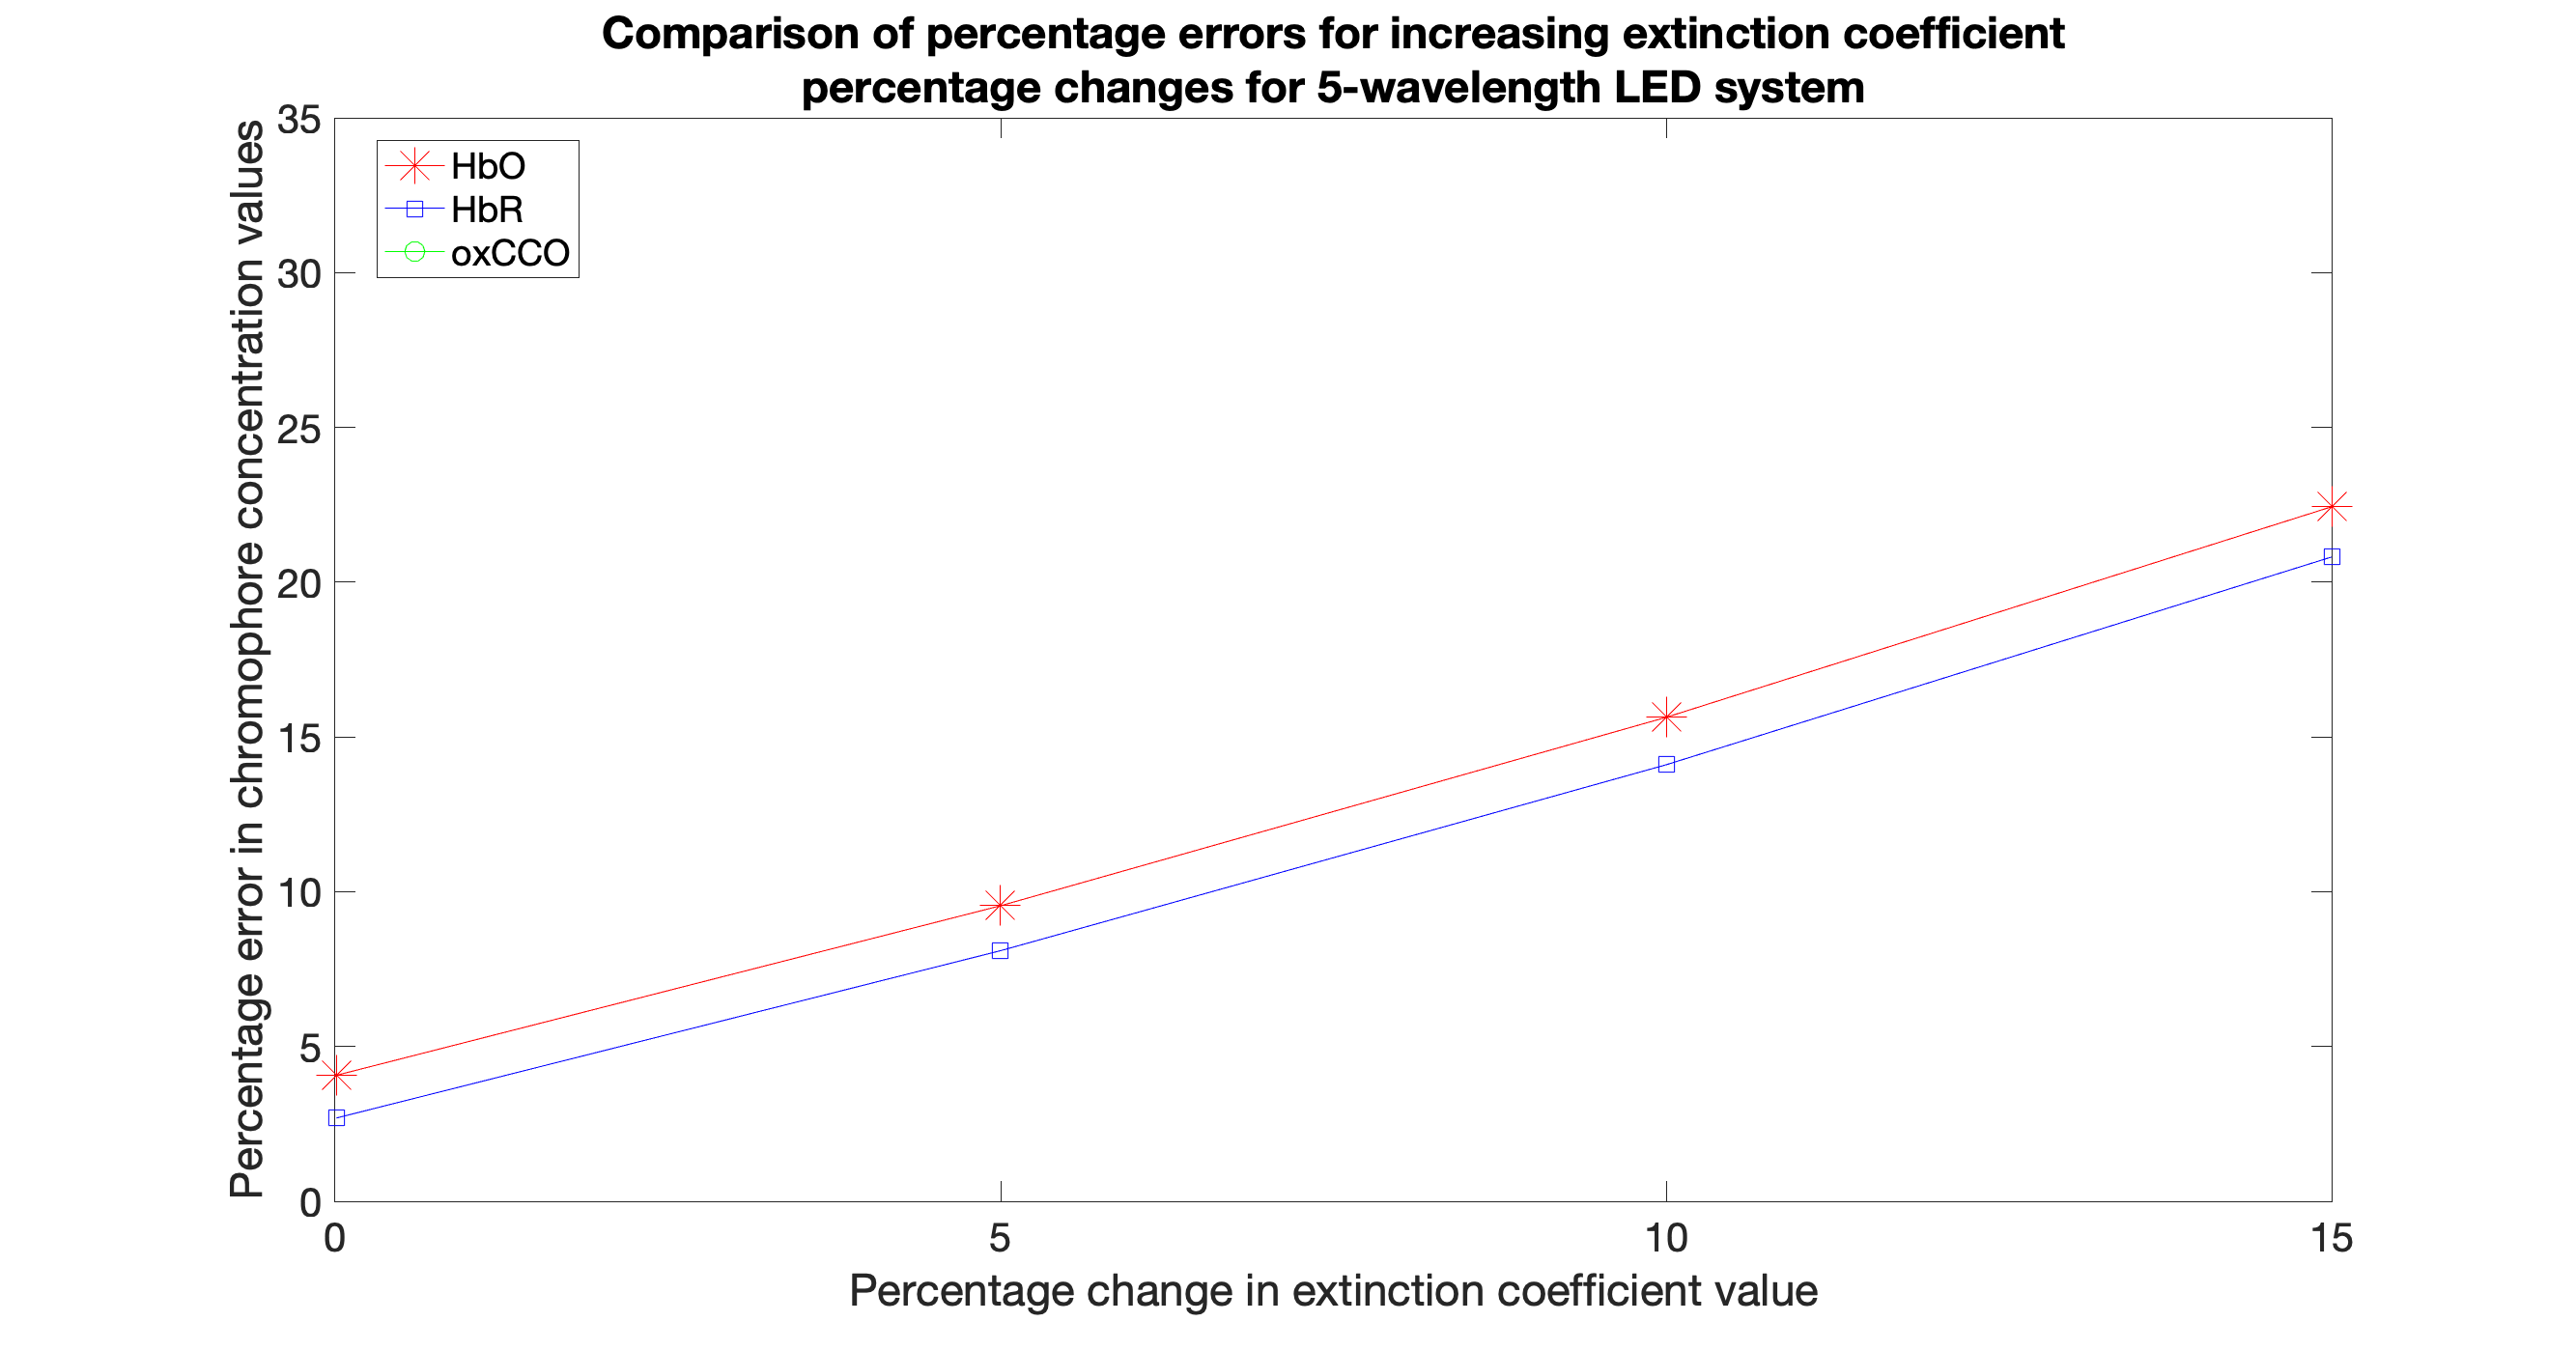 Comparison of percentage errors for increasing extinction coefficient
percentage changes for 5-wavelength LED system
Percentage error in chromophore concentration values
35
30
25
20
15
10
5
0
HbO
HbR
oxCCO
0
5
10
15
Percentage change in extinction coefficient value